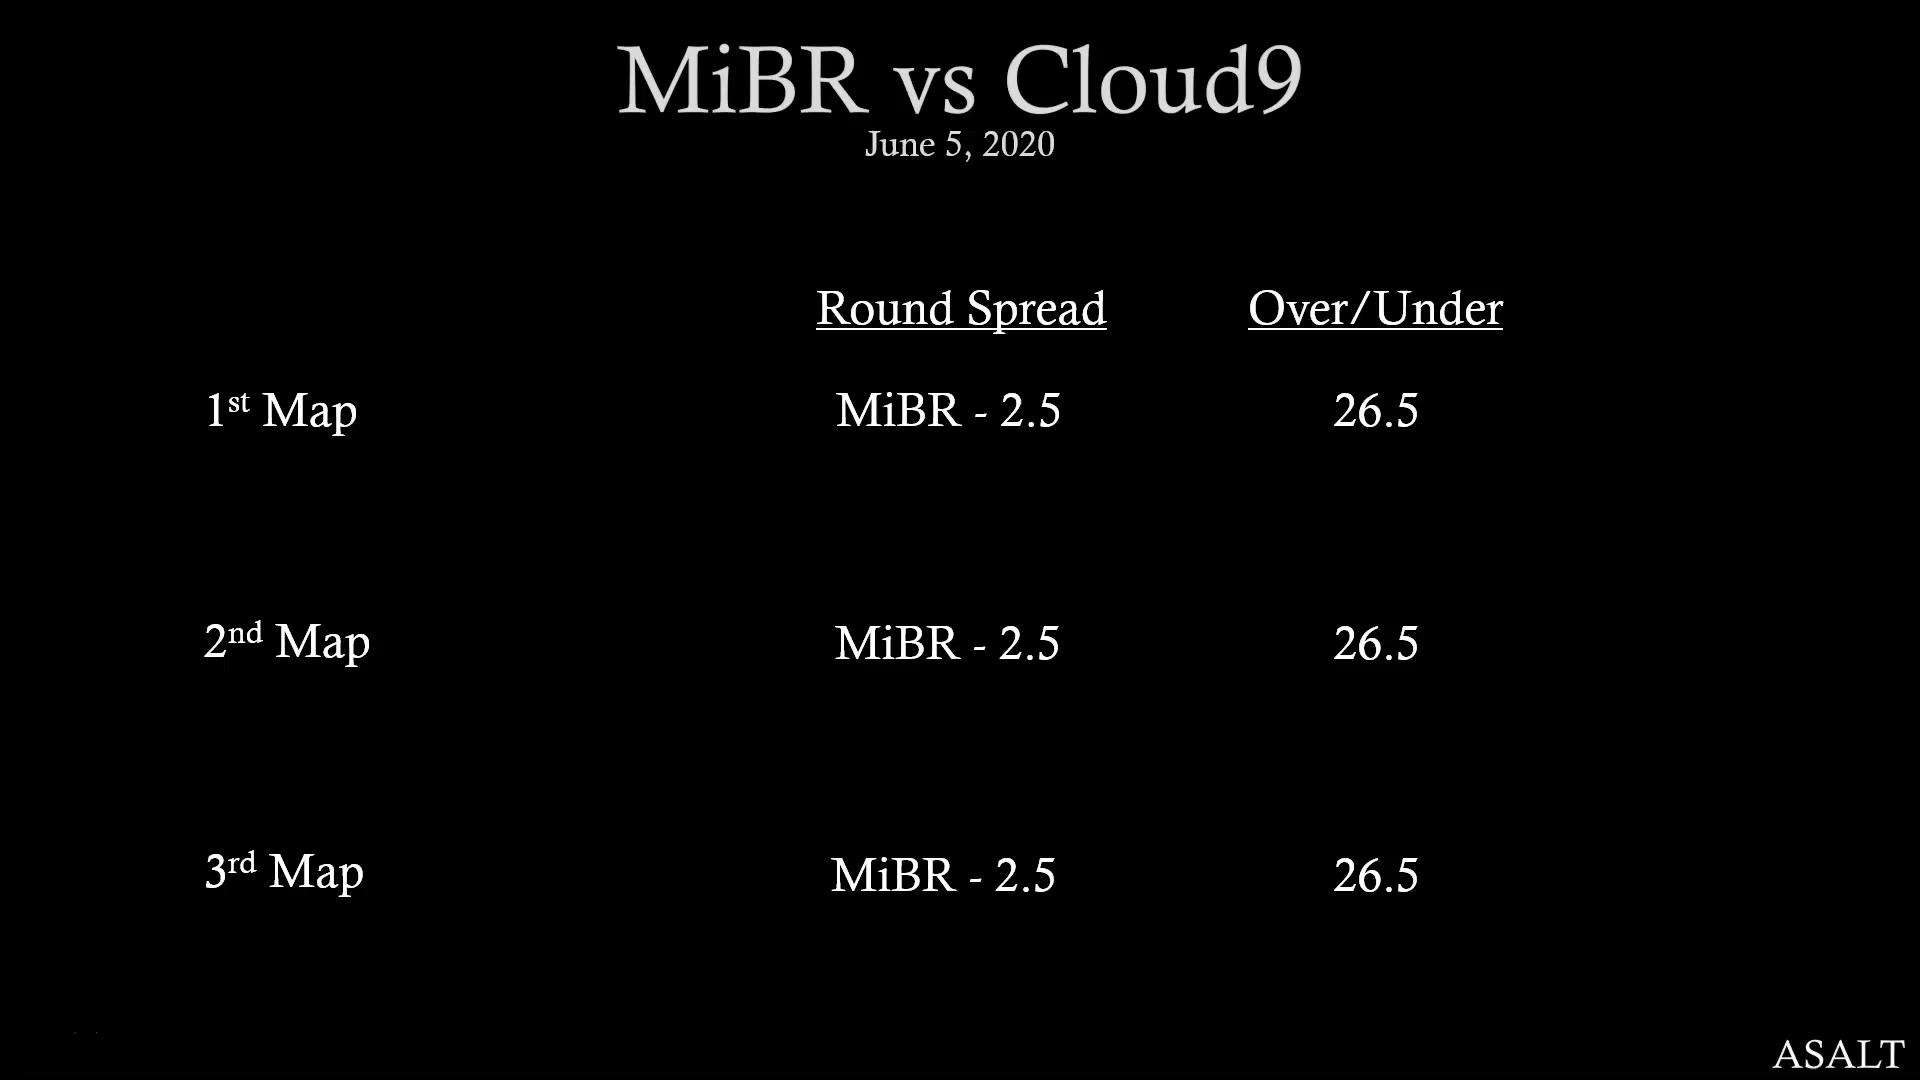 MiBR vs Cloud9
June 5, 2020
Round Spread Over/Under
1st Map MiBR - 2.5 26.5
2nd Map MiBR - 2.5 26.5
3rd Map MiBR - 2.5 26.5
ASALT